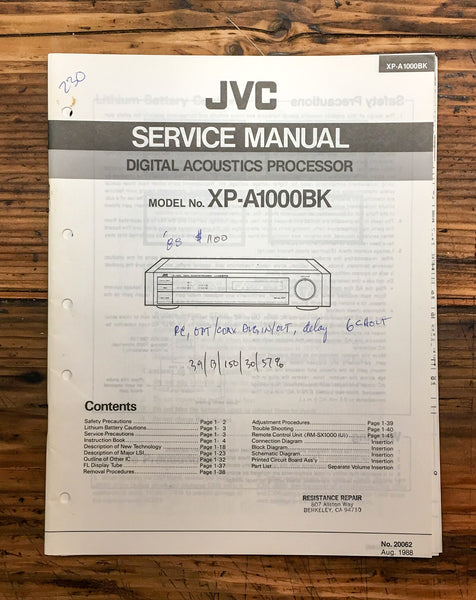 XP-A1000BK
230
JVC
SERVICE MANUAL
DIGITAL ACOUSTICS PROCESSOR
MODEL No. XP-A1000BK
'88 $1100
JVC
RC, OPT/COAX DIG IN/OUT, delay 6CHOUT
39/B/150/30/57%
Contents
Safety Precautions Page 1- 2
Lithium Battery Cautions Page 1- 3
Service Precautions Page 1- 3
Instruction Book Page 1- 4
Description of New Technology Page 1-
Description of Major LSI Page 1-23
Outline of Other IC Page 1-32
FL Display Tube Page 1-37
Removal Procedures Page 1-38
Adjustment Procedures Page 1-39
Trouble Shooting Page 1-40
Remote Control Unit (RM-SX1000 (U)) Page 1-45
Connection Diagram Insertion
Block Diagram Insertion
Schematic Diagram Insertion
Printed Circuit Board Ass'y Insertion
Part List Separate Volume Insertion
RESISTANCE REPAIR
807 Allston Way
BERKELEY, CA 94710
No. 20062
Aug. 1988